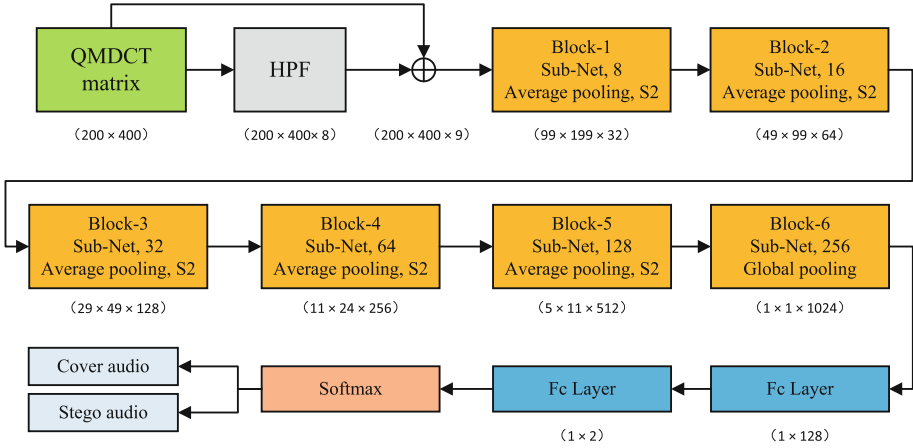 QMDCT
matrix
HPF
Block-1
Sub-Net, 8
Average pooling, S2
Block-2
Sub-Net, 16
Average pooling, S2
(200 × 400)
(200 × 400× 8)
(200 × 400 × 9)
(99 × 199 × 32)
(49 × 99 × 64)
Block-3
Sub-Net, 32
Average pooling, S2
Block-4
Sub-Net, 64
Average pooling, S2
Block-5
Sub-Net, 128
Average pooling, S2
Block-6
Sub-Net, 256
Global pooling
(29 × 49 × 128)
(11 × 24 × 256)
(5 × 11 × 512)
(1 × 1 × 1024)
Cover audio
Stego audio
Softmax
Fc Layer
Fc Layer
(1 × 2)
(1 × 128)